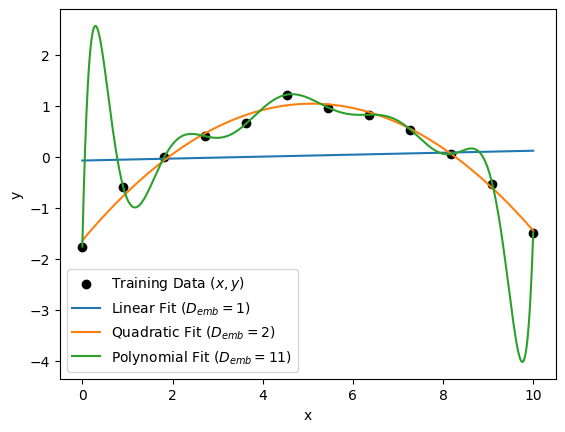 2
1
0
−1
−2
−3
−4
y
Training Data (x, y)
Linear Fit (D_emb = 1)
Quadratic Fit (D_emb = 2)
Polynomial Fit (D_emb = 11)
0 2 4 6 8 10
x